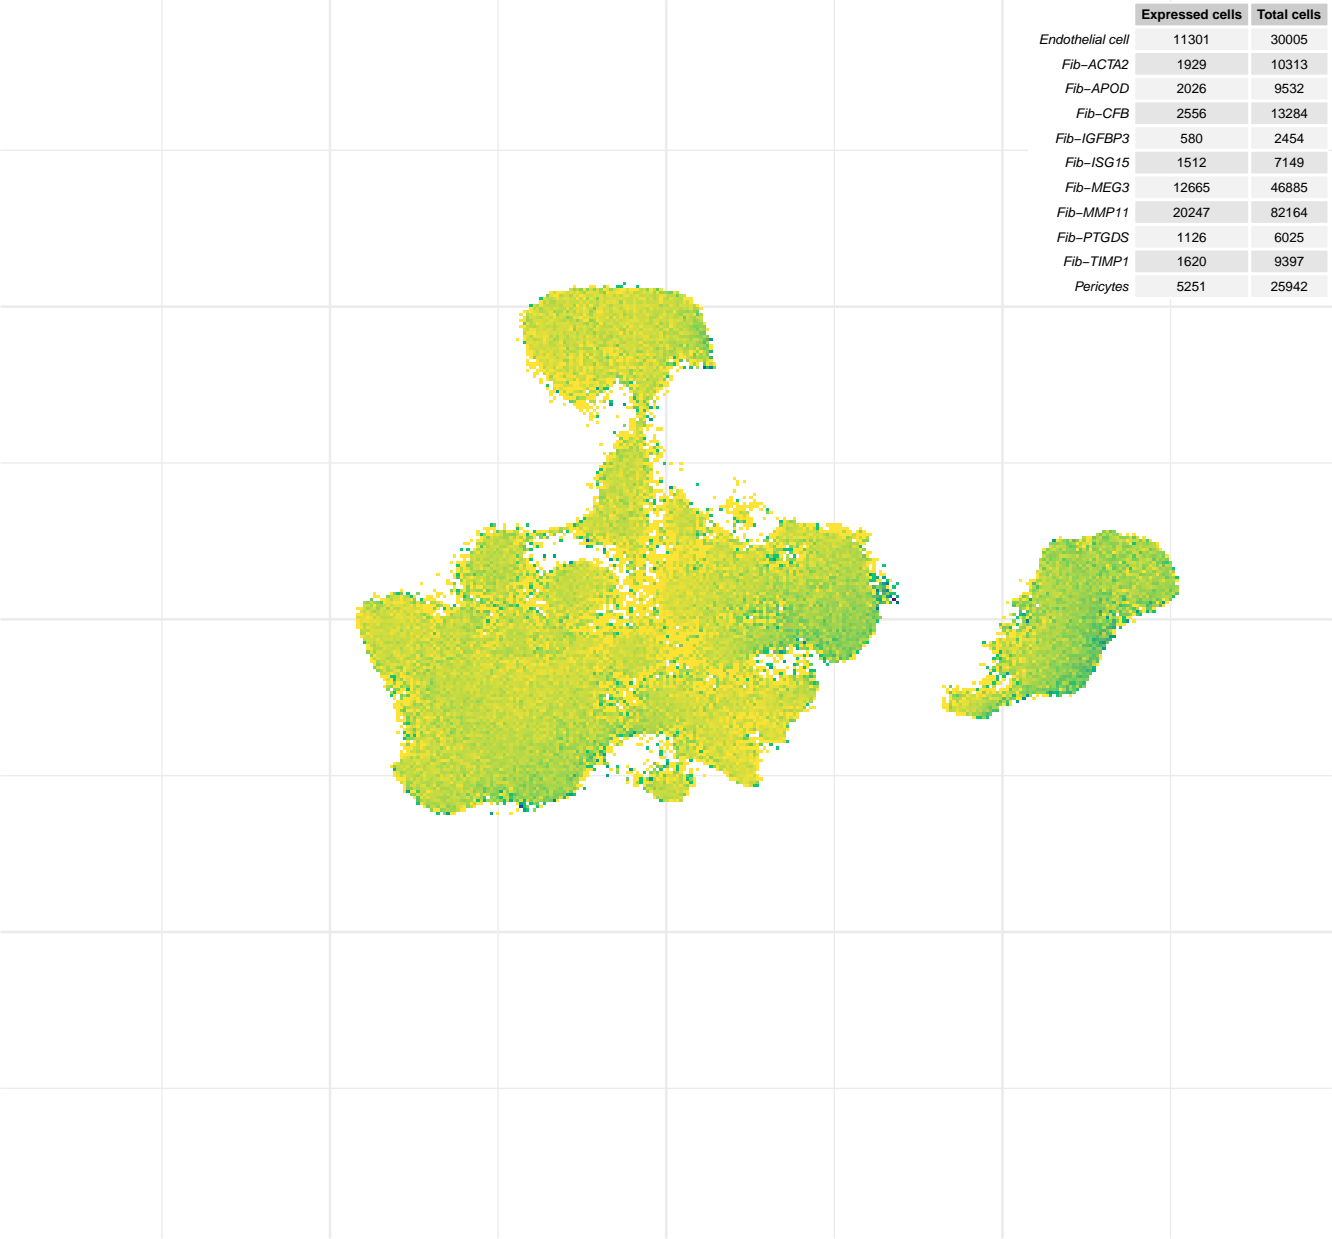 Expressed cells Total cells
Endothelial cell 11301 30005
Fib−ACTA2 1929 10313
Fib−APOD 2026 9532
Fib−CFB 2556 13284
Fib−IGFBP3 580 2454
Fib−ISG15 1512 7149
Fib−MEG3 12665 46885
Fib−MMP11 20247 82164
Fib−PTGDS 1126 6025
Fib−TIMP1 1620 9397
Pericytes 5251 25942